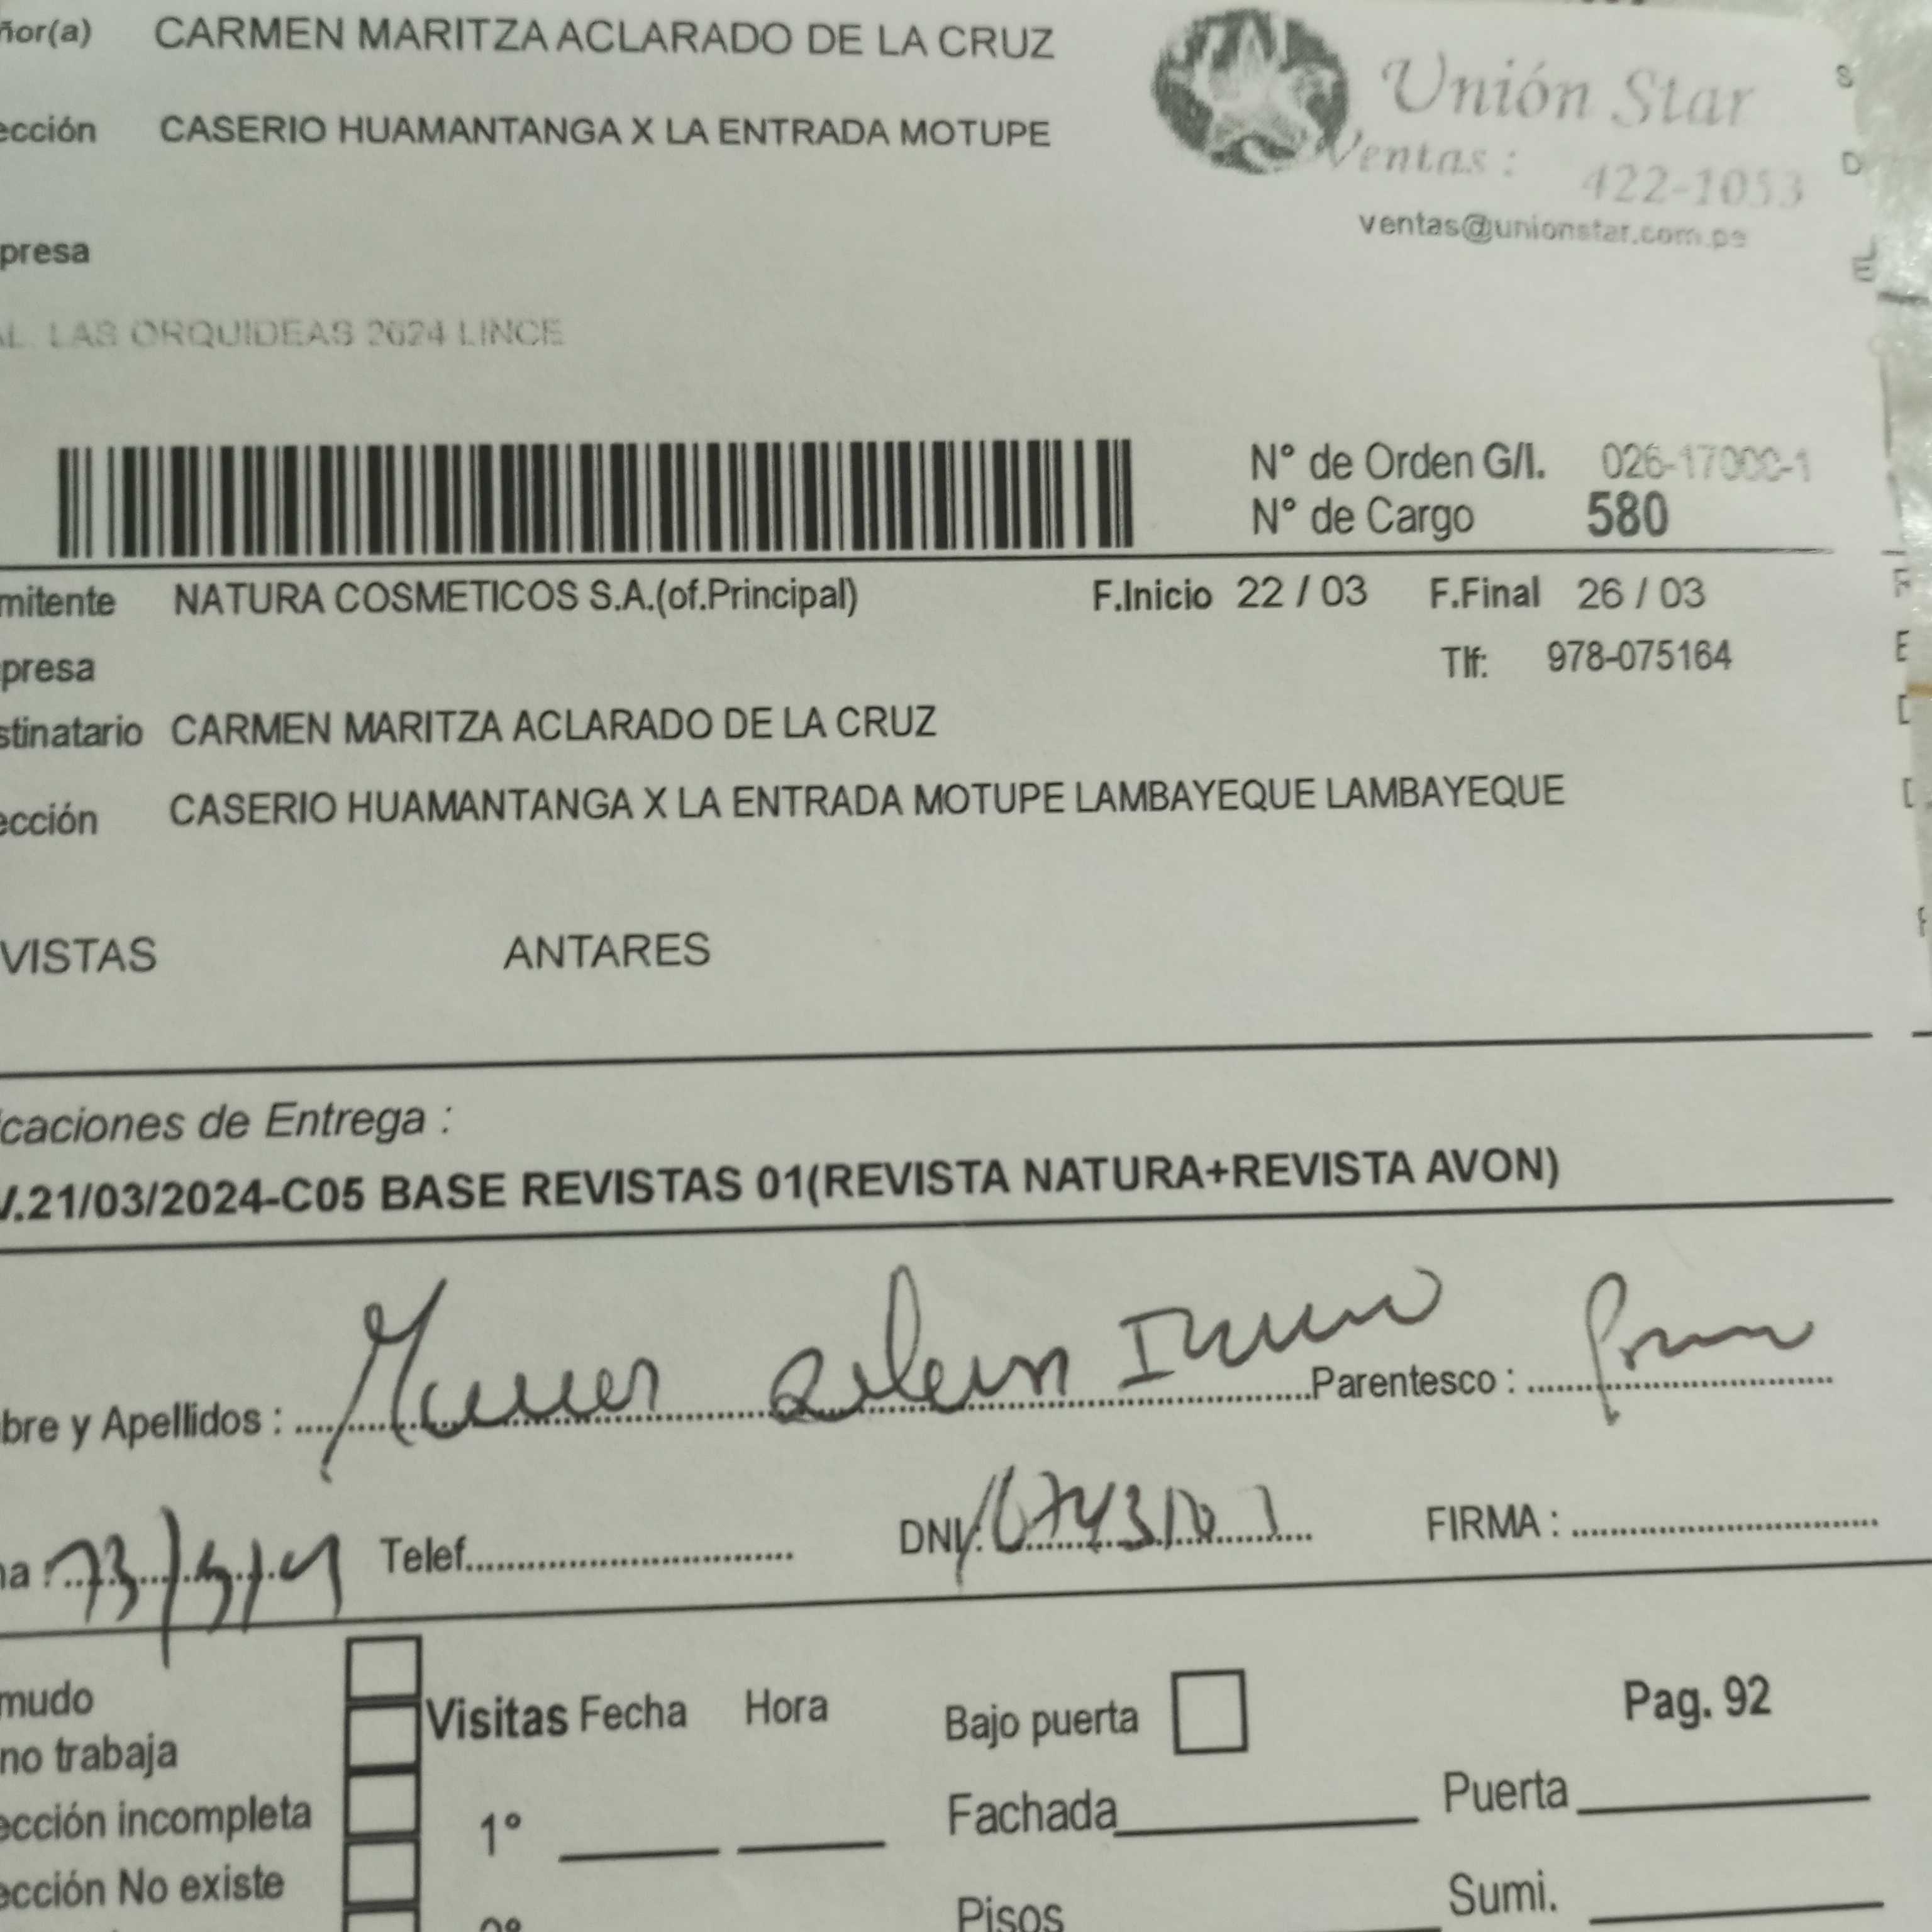 ñor(a) CARMEN MARITZA ACLARADO DE LA CRUZ
Unión Star
ección CASERIO HUAMANTANGA X LA ENTRADA MOTUPE
Ventas : 422-1053
ventas@unionstar.com.pe
presa
AL. LAS ORQUIDEAS 2624 LINCE
N° de Orden G/I. 026-17000-1
N° de Cargo 580
mitente NATURA COSMETICOS S.A.(of.Principal) F.Inicio 22 / 03 F.Final 26 / 03
presa Tlf: 978-075164
stinatario CARMEN MARITZA ACLARADO DE LA CRUZ
ección CASERIO HUAMANTANGA X LA ENTRADA MOTUPE LAMBAYEQUE LAMBAYEQUE
VISTAS ANTARES
icaciones de Entrega :
V.21/03/2024-C05 BASE REVISTAS 01(REVISTA NATURA+REVISTA AVON)
bre y Apellidos : Parentesco :
Telef. DNI: FIRMA :
mudo
Visitas Fecha Hora Bajo puerta Pag. 92
no trabaja
ección incompleta 1° Fachada Puerta
ección No existe
Pisos Sumi.